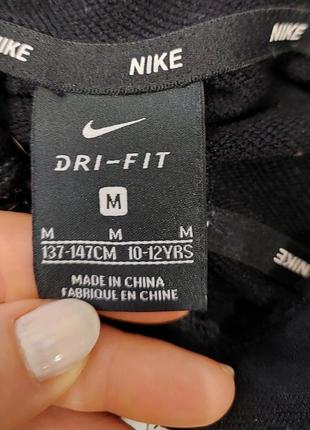 NIKE NIKE
DRI-FIT
M
M M M
137-147CM 10-12YRS
MADE IN CHINA
FABRIQUE EN CHINE
NIKE